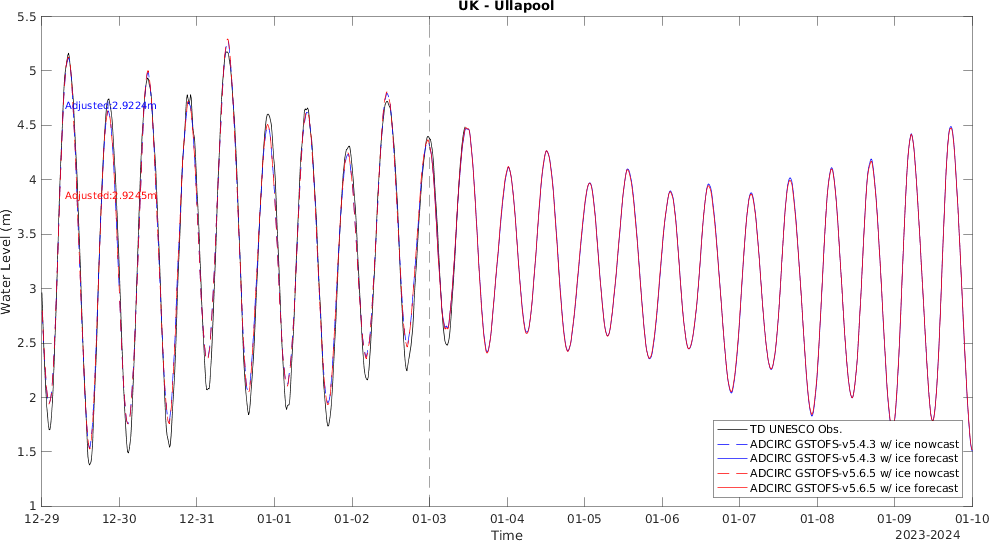 UK - Ullapool
5.5
5
4.5
4
3.5
3
2.5
2
1.5
1
Water Level (m)
Adjusted:2.9224m
Adjusted:2.9245m
TD UNESCO Obs.
ADCIRC GSTOFS-v5.4.3 w/ ice nowcast
ADCIRC GSTOFS-v5.4.3 w/ ice forecast
ADCIRC GSTOFS-v5.6.5 w/ ice nowcast
ADCIRC GSTOFS-v5.6.5 w/ ice forecast
12-29 12-30 12-31 01-01 01-02 01-03 01-04 01-05 01-06 01-07 01-08 01-09 01-10
Time
2023-2024